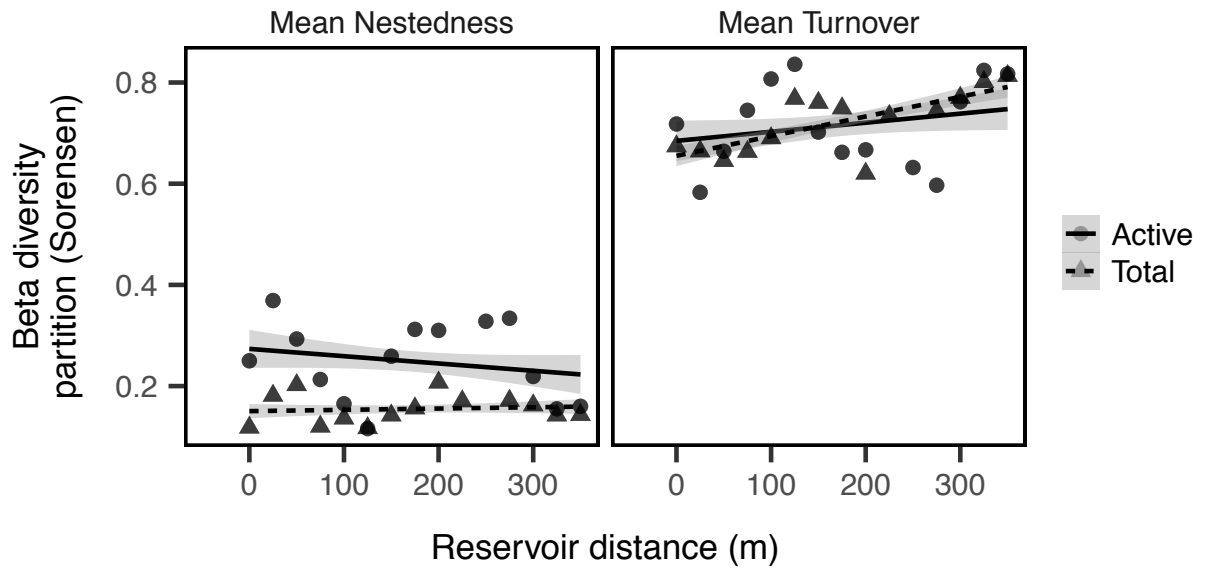 Mean Nestedness
Mean Turnover
Beta diversity
partition (Sorensen)
0.8
0.6
0.4
0.2
0 100 200 300
0 100 200 300
Reservoir distance (m)
Active
Total